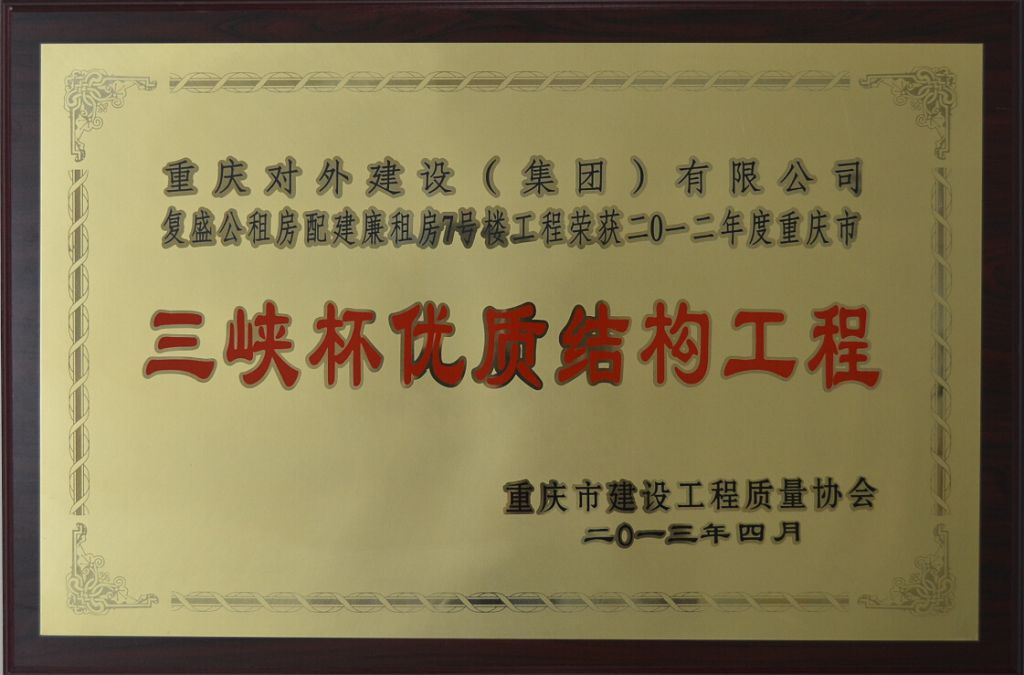 重庆对外建设（集团）有限公司
复盛公租房配建廉租房7号楼工程荣获二0一二年度重庆市
三峡杯优质结构工程
重庆市建设工程质量协会
二0一三年四月